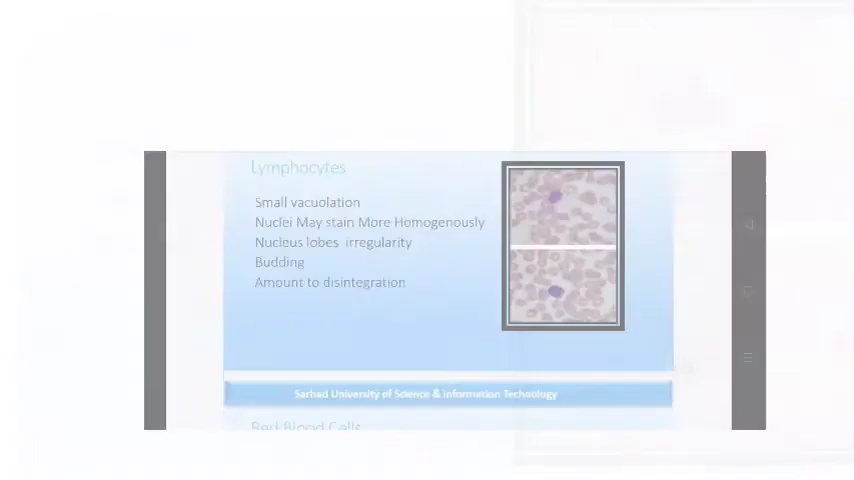 Lymphocytes
Small vacuolation
Nuclei May stain More Homogenously
Nucleus lobes irregularity
Budding
Amount to disintegration
Sarhad University of Science & Information Technology
Red Blood Cells